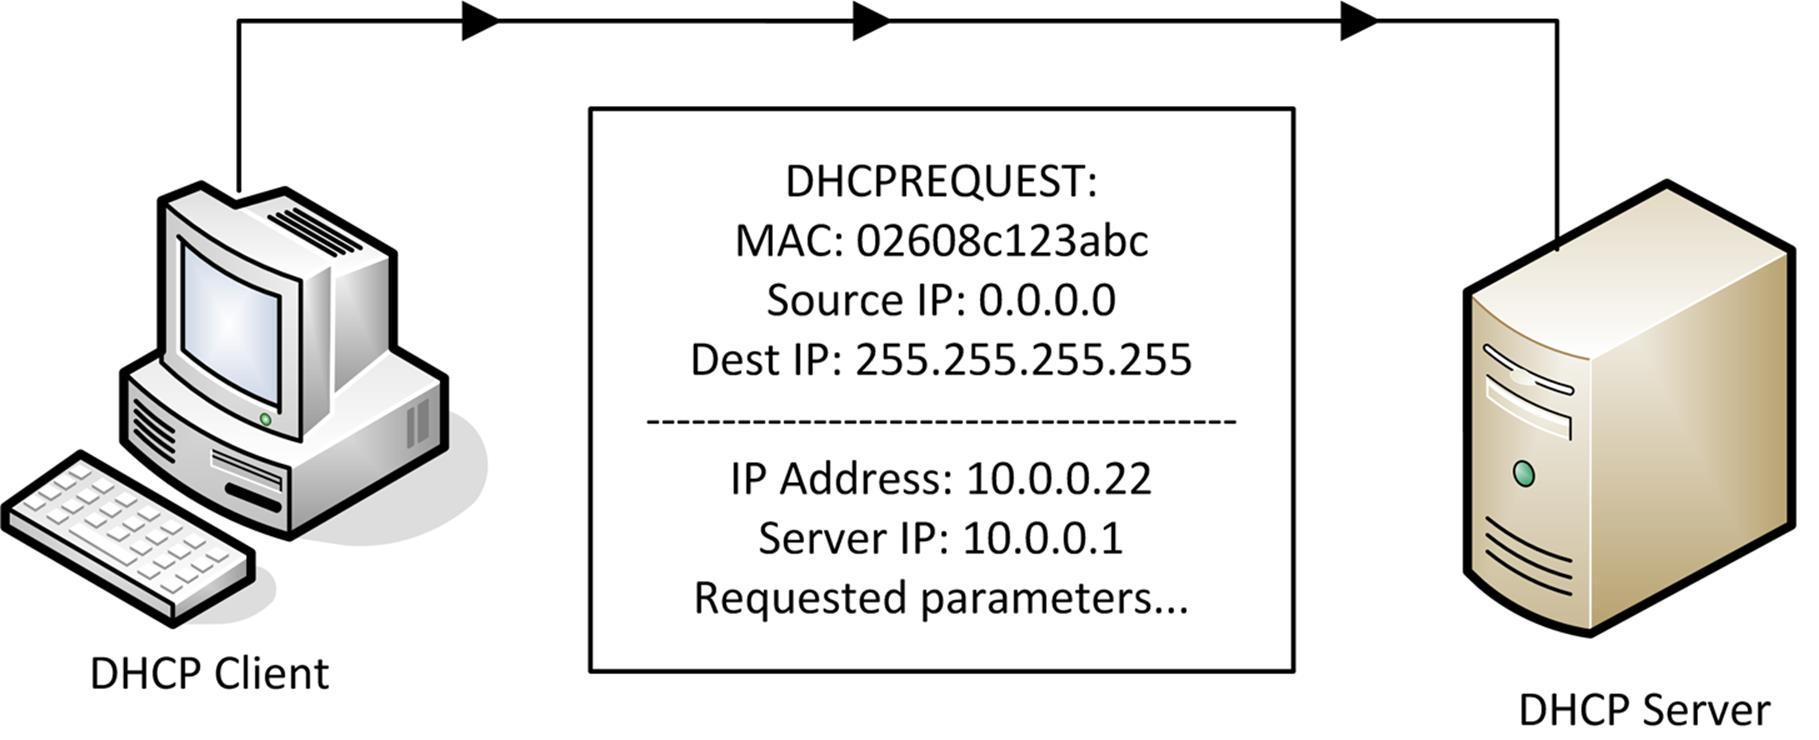 DHCPREQUEST:
MAC: 02608c123abc
Source IP: 0.0.0.0
Dest IP: 255.255.255.255
---------------------------------------
IP Address: 10.0.0.22
Server IP: 10.0.0.1
Requested parameters...
DHCP Client
DHCP Server